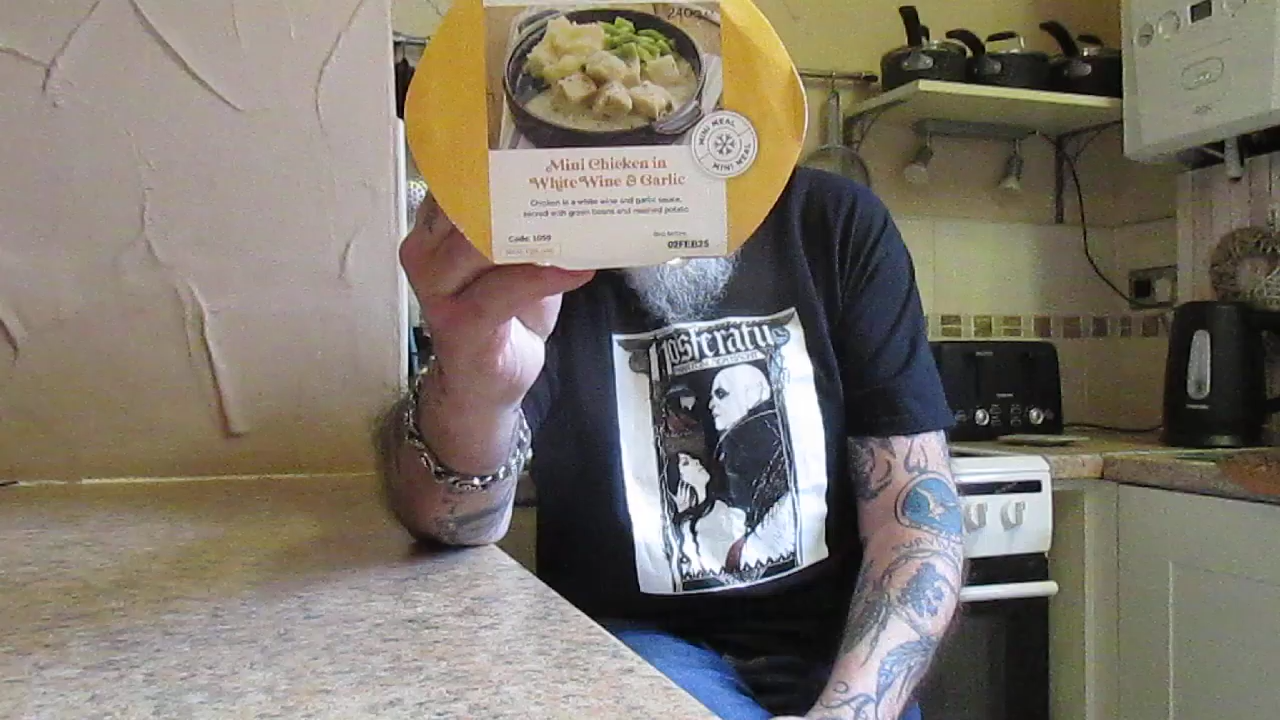 240g
MINI MEAL
MINI MEAL
Mini Chicken in
White Wine & Garlic
Chicken in a white wine and garlic sauce,
served with green beans and mashed potato
Code: 1059
Best before
02FEB25
Nosferatu